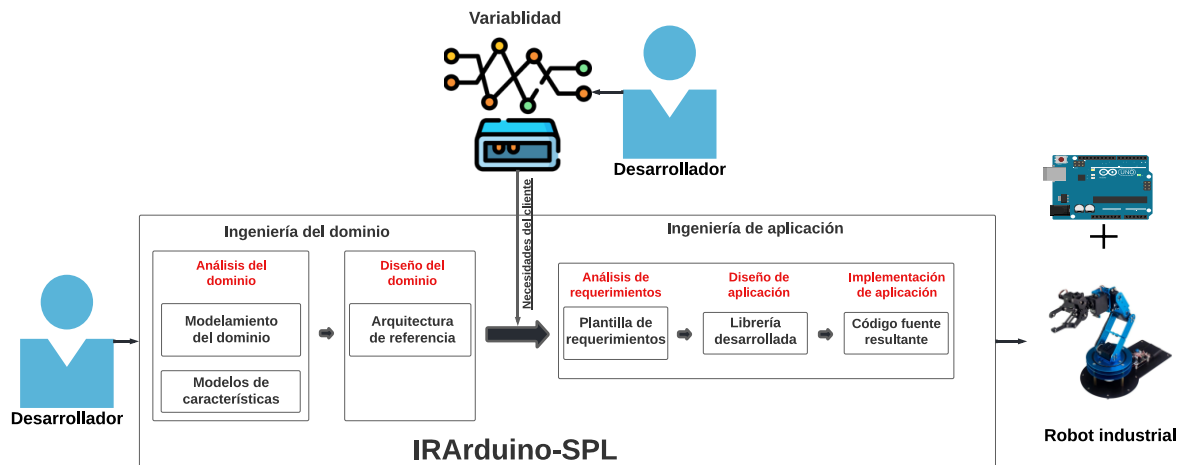 Variablidad
Desarrollador
Necesidades del cliente
Ingeniería del dominio
Ingeniería de aplicación
Análisis del
dominio
Modelamiento
del dominio
Modelos de
características
Diseño del
dominio
Arquitectura
de referencia
Análisis de
requerimientos
Plantilla de
requerimientos
Diseño de
aplicación
Librería
desarrollada
Implementación
de aplicación
Código fuente
resultante
Desarrollador
IRArduino-SPL
UNO
Robot industrial